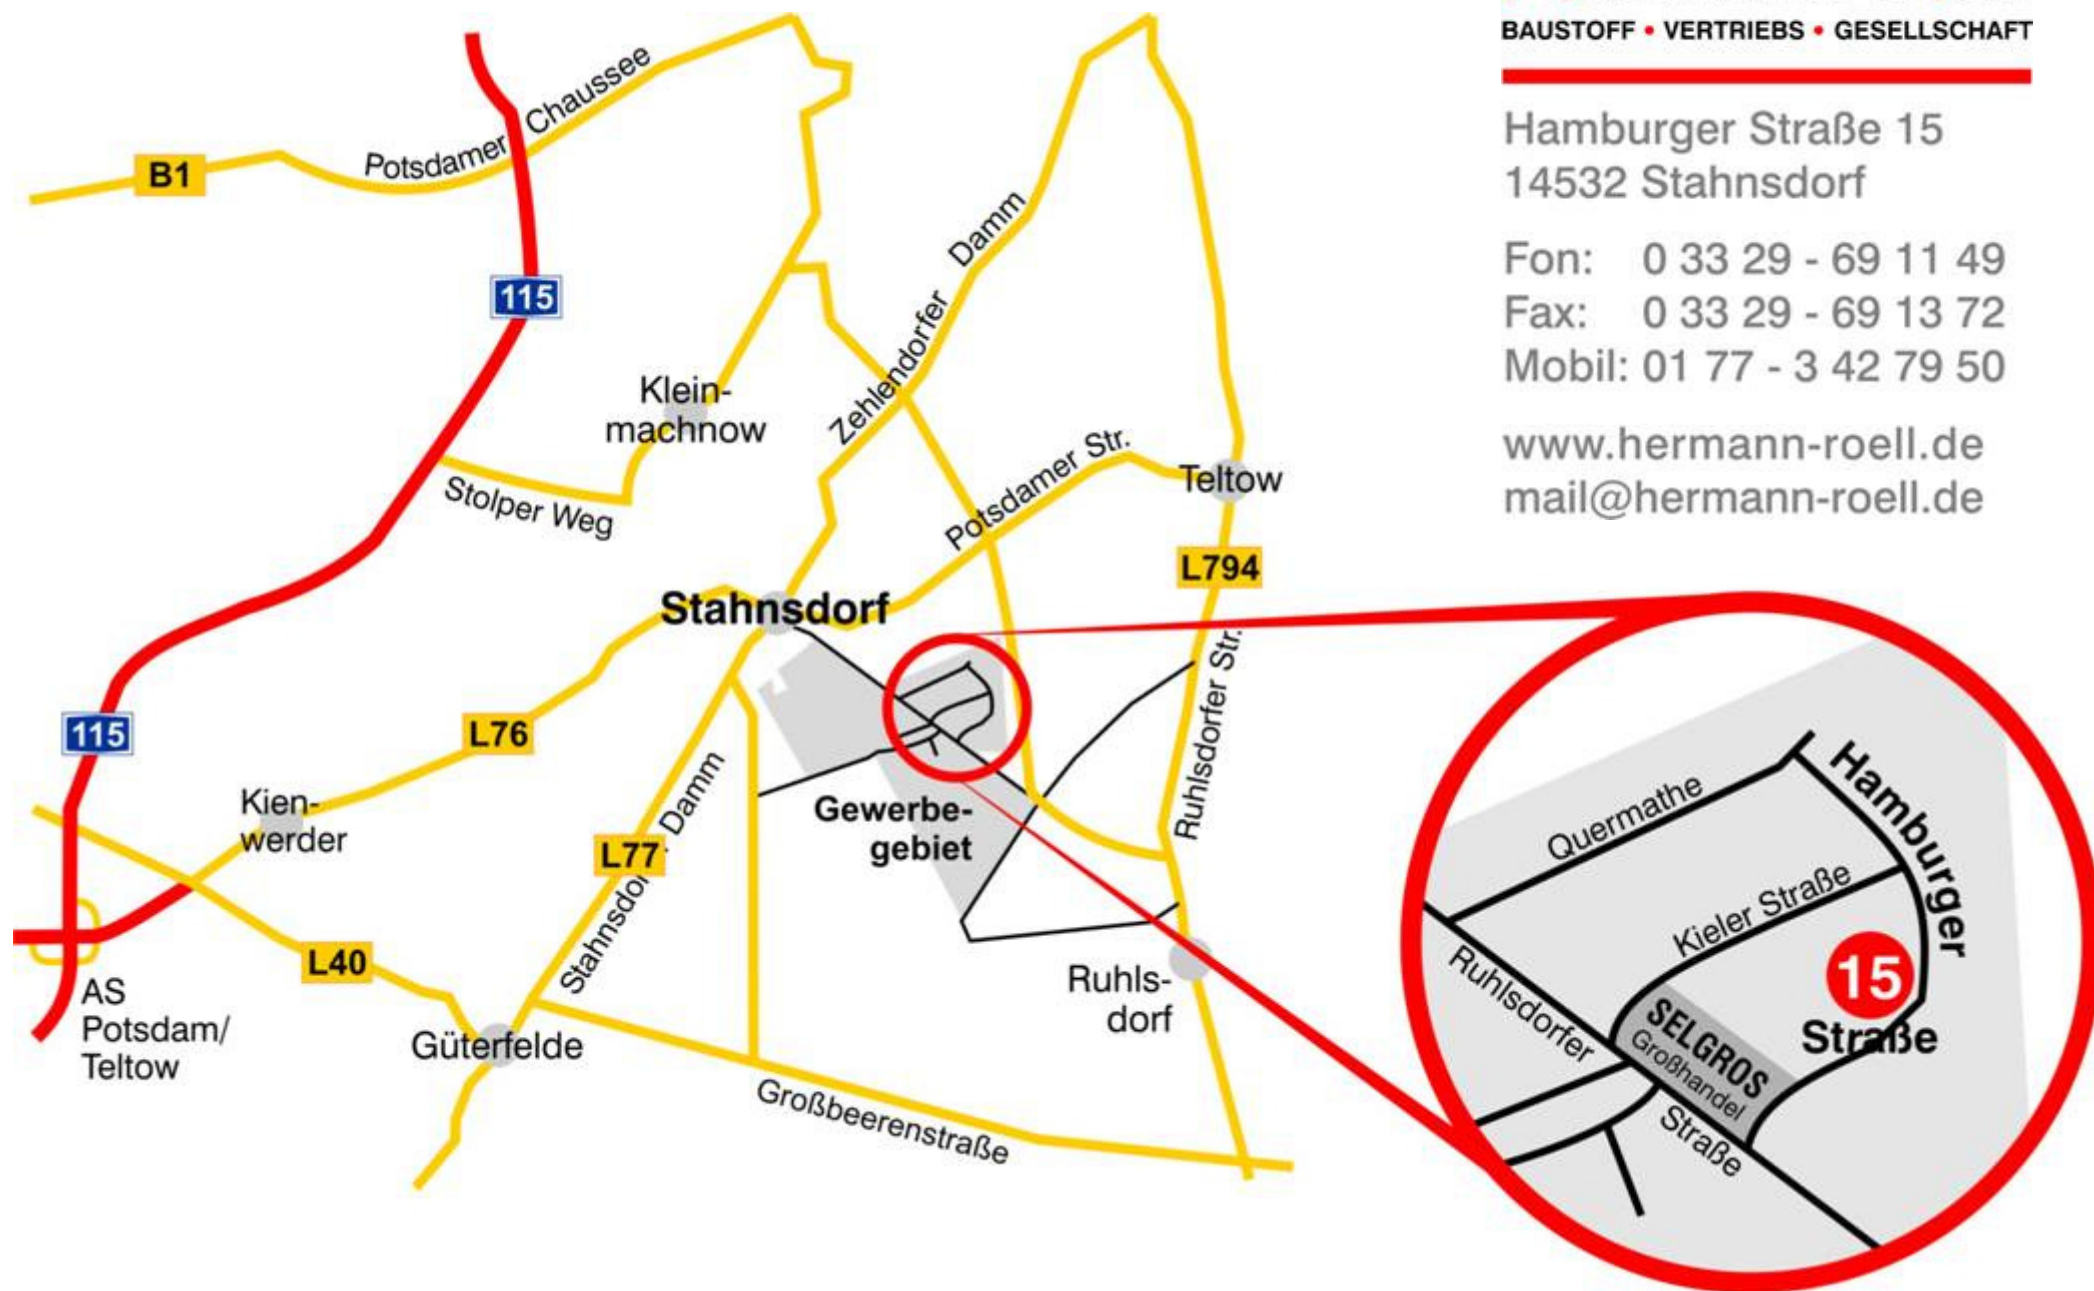 BAUSTOFF • VERTRIEBS • GESELLSCHAFT
Hamburger Straße 15
14532 Stahnsdorf
Fon: 0 33 29 - 69 11 49
Fax: 0 33 29 - 69 13 72
Mobil: 01 77 - 3 42 79 50
www.hermann-roell.de
mail@hermann-roell.de
B1
Potsdamer Chaussee
115
Zehlendorfer Damm
Klein-
machnow
Stolper Weg
Potsdamer Str.
Teltow
L794
Stahnsdorf
Ruhlsdorfer Str.
115
L76
Kien-
werder
L77
Stahnsdor Damm
Gewerbe-
gebiet
L40
AS
Potsdam/
Teltow
Güterfelde
Ruhls-
dorf
Großbeerenstraße
Quermathe
Hamburger
Straße
Kieler Straße
15
SELGROS
Großhandel
Ruhlsdorfer
Straße